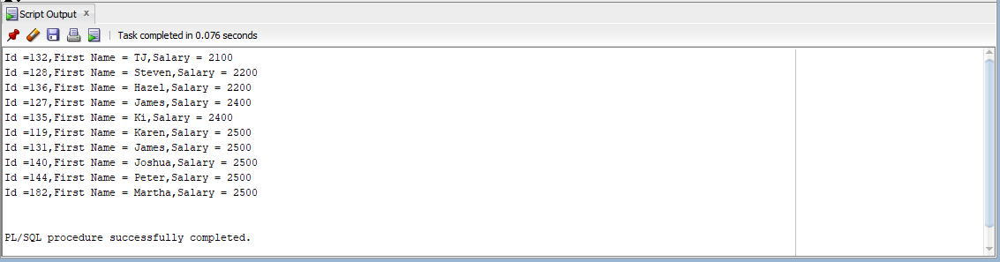 Script Output x
Task completed in 0.076 seconds
Id =132,First Name = TJ,Salary = 2100
Id =128,First Name = Steven,Salary = 2200
Id =136,First Name = Hazel,Salary = 2200
Id =127,First Name = James,Salary = 2400
Id =135,First Name = Ki,Salary = 2400
Id =119,First Name = Karen,Salary = 2500
Id =131,First Name = James,Salary = 2500
Id =140,First Name = Joshua,Salary = 2500
Id =144,First Name = Peter,Salary = 2500
Id =182,First Name = Martha,Salary = 2500
PL/SQL procedure successfully completed.